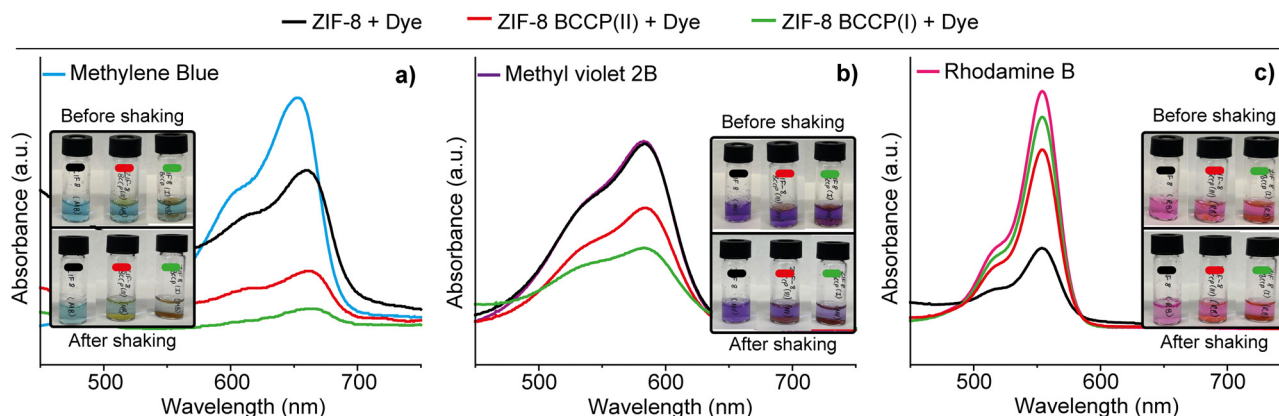 ZIF-8 + Dye
ZIF-8 BCCP(II) + Dye
ZIF-8 BCCP(I) + Dye
Absorbance (a.u.)
Methylene Blue
a)
Before shaking
After shaking
500
600
700
Wavelength (nm)
Absorbance (a.u.)
Methyl violet 2B
b)
Before shaking
After shaking
500
600
700
Wavelength (nm)
Absorbance (a.u.)
Rhodamine B
c)
Before shaking
After shaking
500
600
700
Wavelength (nm)